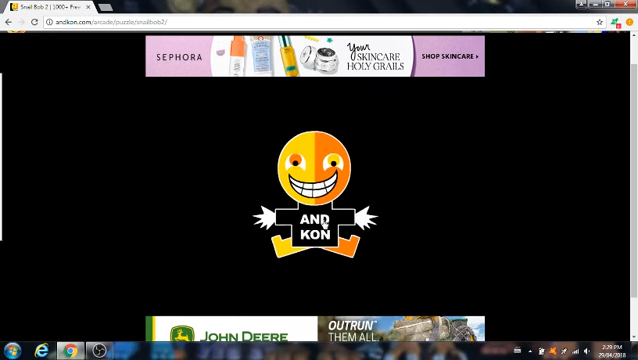 Snail Bob 2 | 1000+ Free
andkon.com/arcade/puzzle/snailbob2/
SEPHORA
Your
SKINCARE
HOLY GRAILS
SHOP SKINCARE
AND
KON
JOHN DEERE
OUTRUN
THEM ALL.
2:29 PM
29/04/2018